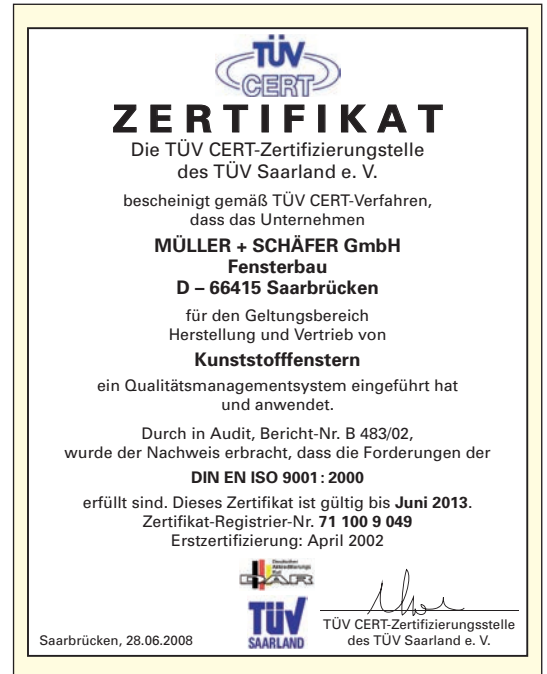 TÜV
CERT
ZERTIFIKAT
Die TÜV CERT-Zertifizierungstelle
des TÜV Saarland e. V.
bescheinigt gemäß TÜV CERT-Verfahren,
dass das Unternehmen
MÜLLER + SCHÄFER GmbH
Fensterbau
D – 66415 Saarbrücken
für den Geltungsbereich
Herstellung und Vertrieb von
Kunststofffenstern
ein Qualitätsmanagementsystem eingeführt hat
und anwendet.
Durch in Audit, Bericht-Nr. B 483/02,
wurde der Nachweis erbracht, dass die Forderungen der
DIN EN ISO 9001: 2000
erfüllt sind. Dieses Zertifikat ist gültig bis Juni 2013.
Zertifikat-Registrier-Nr. 71 100 9 049
Erstzertifizierung: April 2002
Deutscher
Akkreditierungs
Rat
DAR
TÜV
SAARLAND
Saarbrücken, 28.06.2008
TÜV CERT-Zertifizierungsstelle
des TÜV Saarland e. V.